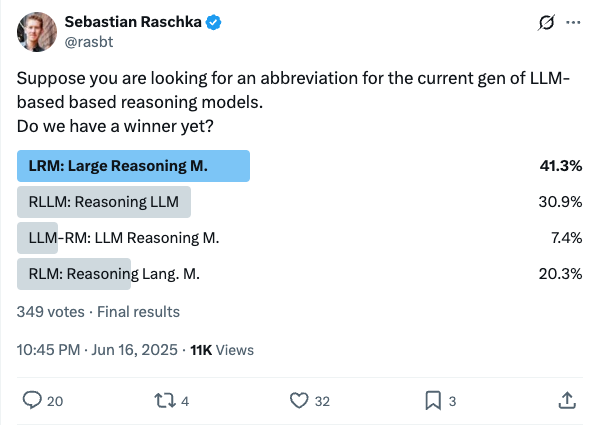 Sebastian Raschka
@rasbt
Suppose you are looking for an abbreviation for the current gen of LLM-
based based reasoning models.
Do we have a winner yet?
LRM: Large Reasoning M. 41.3%
RLLM: Reasoning LLM 30.9%
LLM-RM: LLM Reasoning M. 7.4%
RLM: Reasoning Lang. M. 20.3%
349 votes · Final results
10:45 PM · Jun 16, 2025 · 11K Views
20 4 32 3